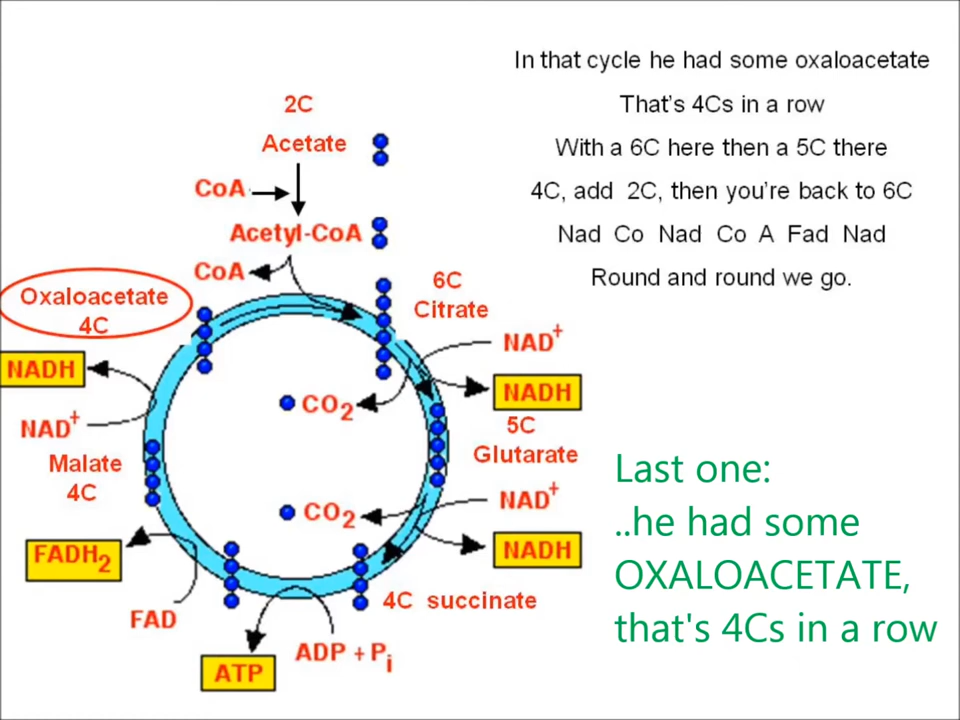 In that cycle he had some oxaloacetate
That's 4Cs in a row
With a 6C here then a 5C there
4C, add 2C, then you're back to 6C
Nad Co Nad Co A Fad Nad
Round and round we go.
2C
Acetate
CoA
Acetyl-CoA
CoA
Oxaloacetate
4C
6C
Citrate
NAD+
NADH
NADH
CO2
NAD+
5C
Glutarate
Malate
4C
NAD+
CO2
NADH
FADH2
4C succinate
FAD
ADP + Pi
ATP
Last one:
..he had some
OXALOACETATE,
that's 4Cs in a row